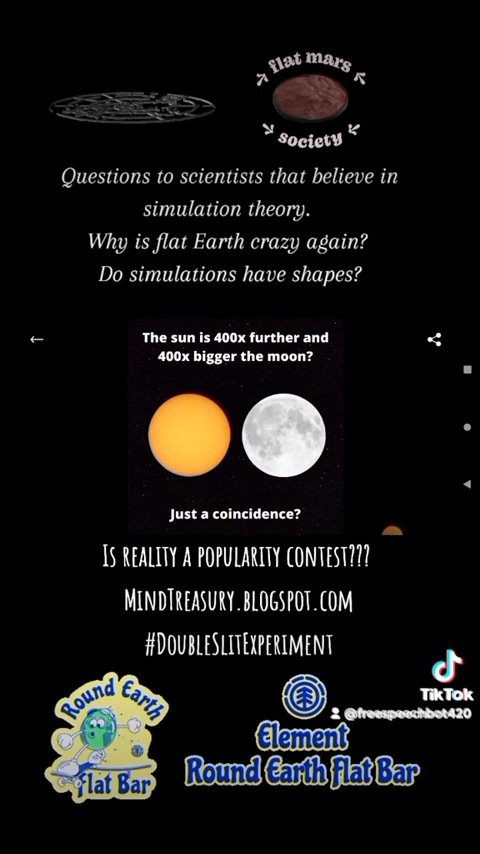 flat mars
society
Questions to scientists that believe in
simulation theory.
Why is flat Earth crazy again?
Do simulations have shapes?
The sun is 400x further and
400x bigger the moon?
Just a coincidence?
IS REALITY A POPULARITY CONTEST???
MINDTREASURY.BLOGSPOT.COM
#DOUBLESLITEXPERIMENT
TikTok
@freespeechbot420
Round Earth
flat Bar
Element
Round Earth Flat Bar